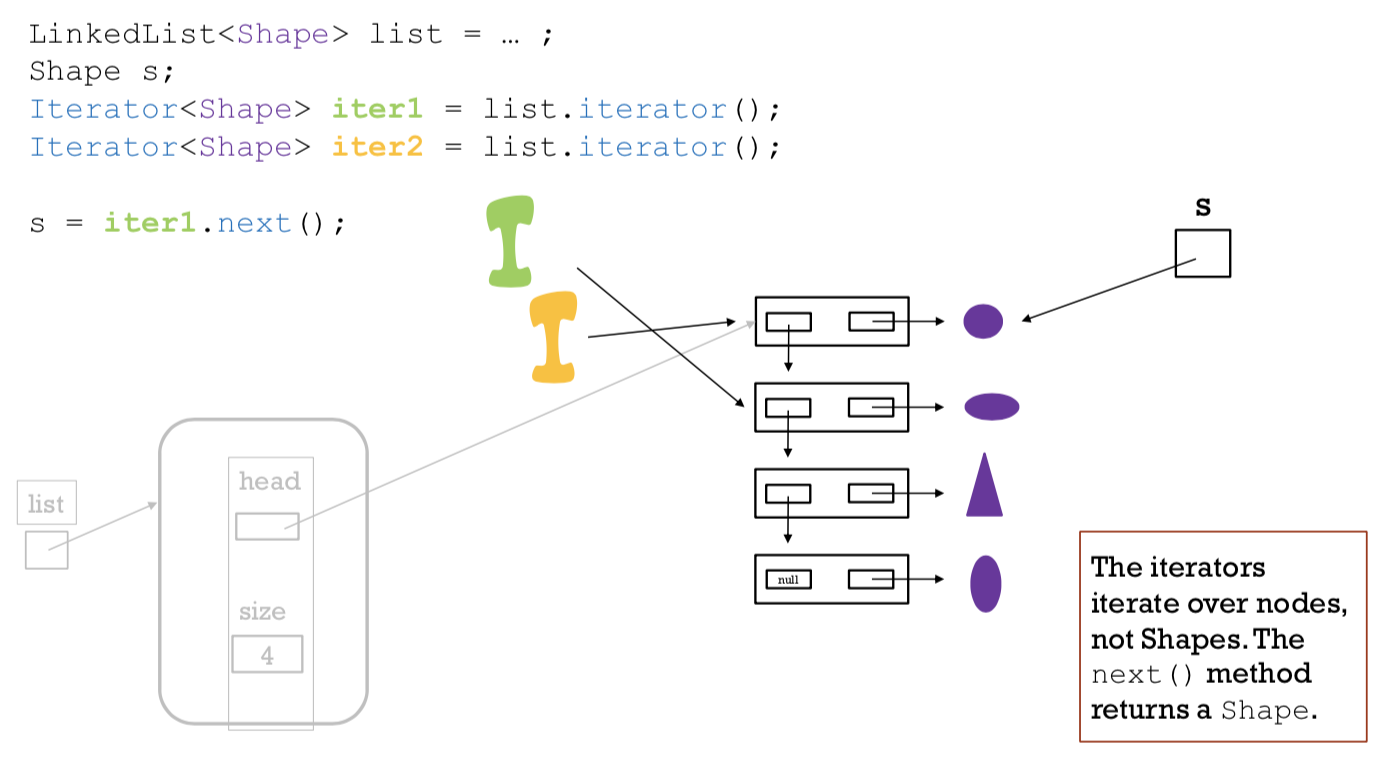 LinkedList<Shape> list = … ;
Shape s;
Iterator<Shape> iter1 = list.iterator();
Iterator<Shape> iter2 = list.iterator();
s = iter1.next();
s
head
list
size
4
null
The iterators
iterate over nodes,
not Shapes. The
next() method
returns a Shape.